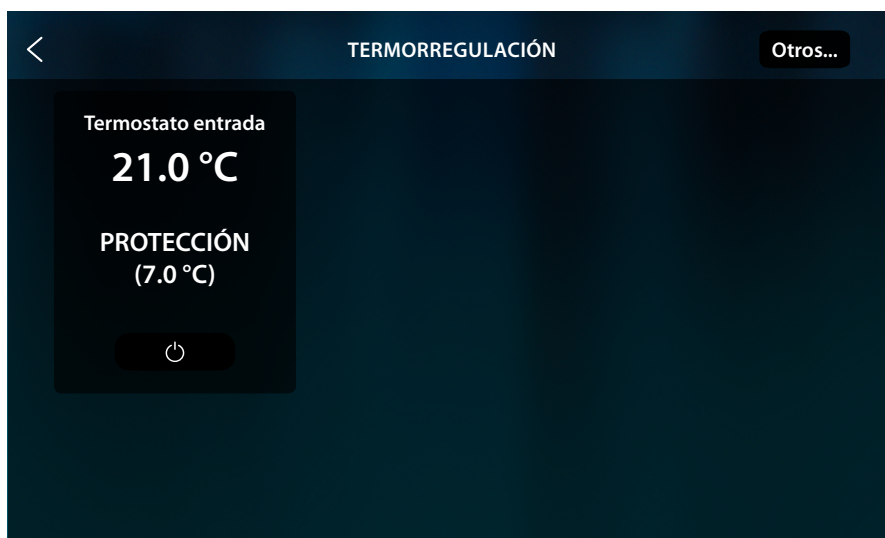 TERMORREGULACIÓN
Otros...
Termostato entrada
21.0 °C
PROTECCIÓN
(7.0 °C)